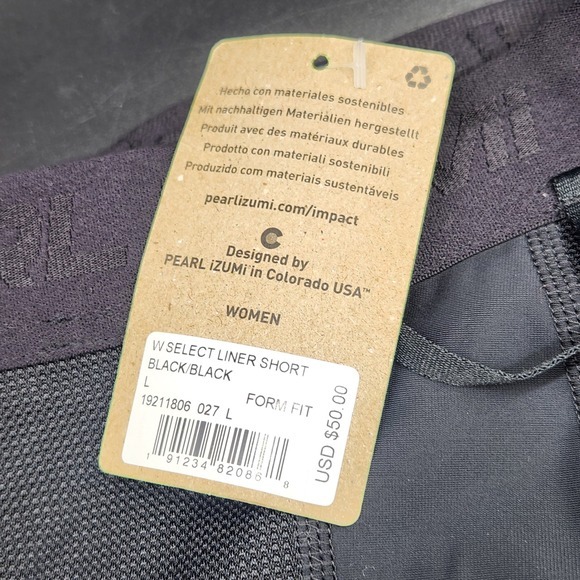 Hecho con materiales sostenibles
Mit nachhaltigen Materialien hergestellt
Produit avec des matériaux durables
Prodotto con materiali sostenibili
Produzido com materiais sustentáveis
pearlizumi.com/impact
Designed by
PEARL iZUMi in Colorado USA™
WOMEN
W SELECT LINER SHORT
BLACK/BLACK
L
FORM FIT
19211806 027 L
USD $50.00
1 91234 82086 8